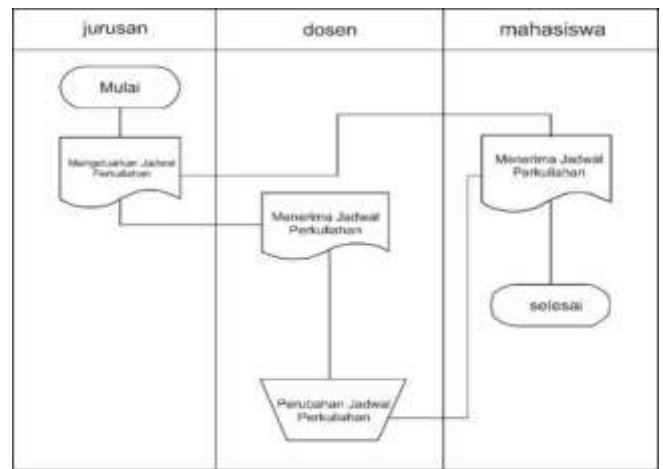 jurusan
dosen
mahasiswa
Mulai
Mengeluarkan Jadwal
Perkuliahan
Menerima Jadwal
Perkuliahan
Menerima Jadwal
Perkuliahan
selesai
Perubahan Jadwal
Perkuliahan